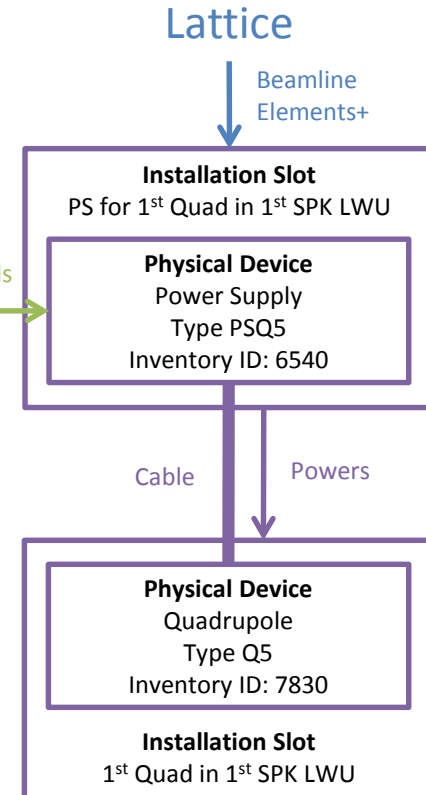 Lattice
Beamline
Elements+
Installation Slot
PS for 1st Quad in 1st SPK LWU
Physical Device
Power Supply
Type PSQ5
Inventory ID: 6540
Cable
Powers
Physical Device
Quadrupole
Type Q5
Inventory ID: 7830
Installation Slot
1st Quad in 1st SPK LWU